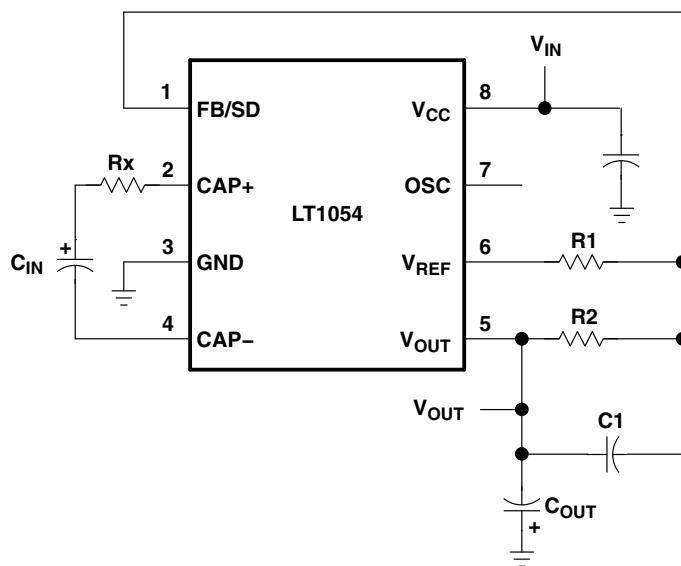 V_IN
1
FB/SD
V_CC
8
Rx
2
CAP+
OSC
7
LT1054
+
C_IN
3
GND
V_REF
6
R1
4
CAP−
V_OUT
5
R2
V_OUT
C1
C_OUT
+